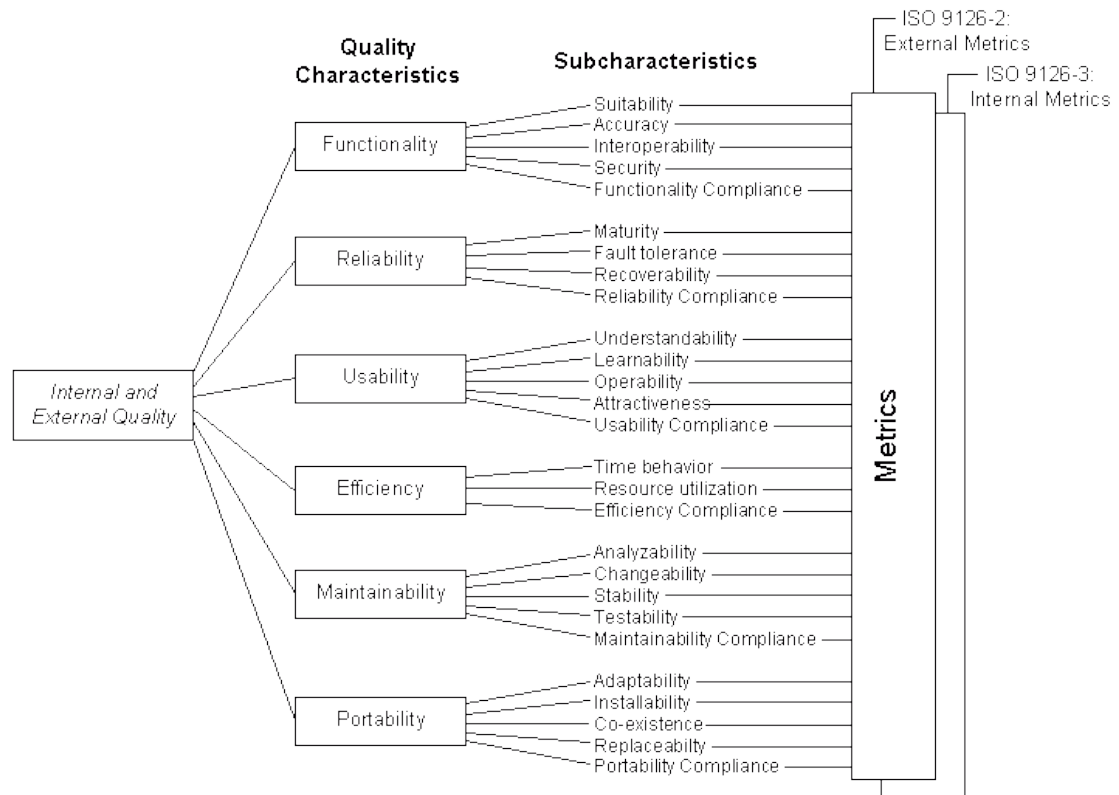 ISO 9126-2:
External Metrics
ISO 9126-3:
Internal Metrics
Quality
Characteristics
Subcharacteristics
Internal and
External Quality
Functionality
Suitability
Accuracy
Interoperability
Security
Functionality Compliance
Reliability
Maturity
Fault tolerance
Recoverability
Reliability Compliance
Usability
Understandability
Learnability
Operability
Attractiveness
Usability Compliance
Efficiency
Time behavior
Resource utilization
Efficiency Compliance
Maintainability
Analyzability
Changeability
Stability
Testability
Maintainability Compliance
Portability
Adaptability
Installability
Co-existence
Replaceabilty
Portability Compliance
Metrics